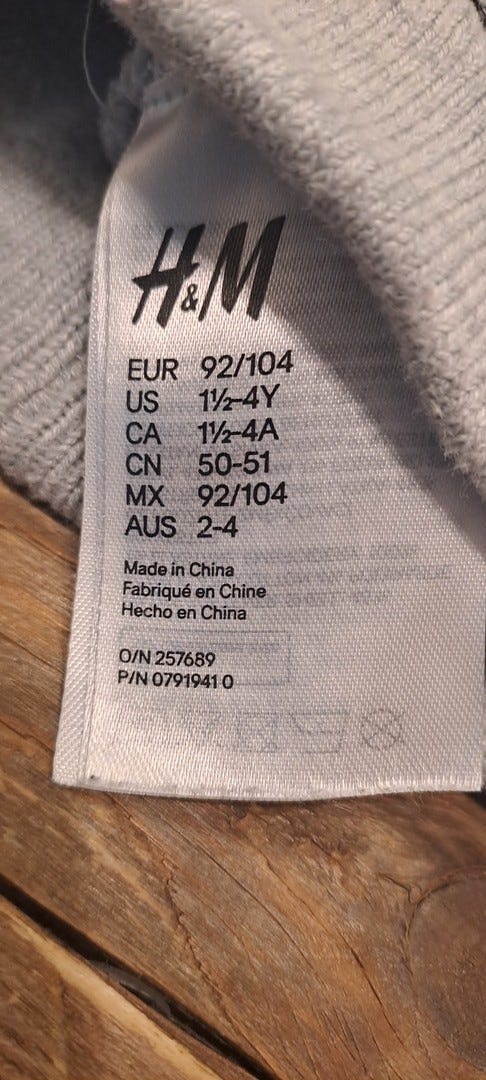 H&M
EUR 92/104
US 1½-4Y
CA 1½-4A
CN 50-51
MX 92/104
AUS 2-4
Made in China
Fabriqué en Chine
Hecho en China
O/N 257689
P/N 0791941 0